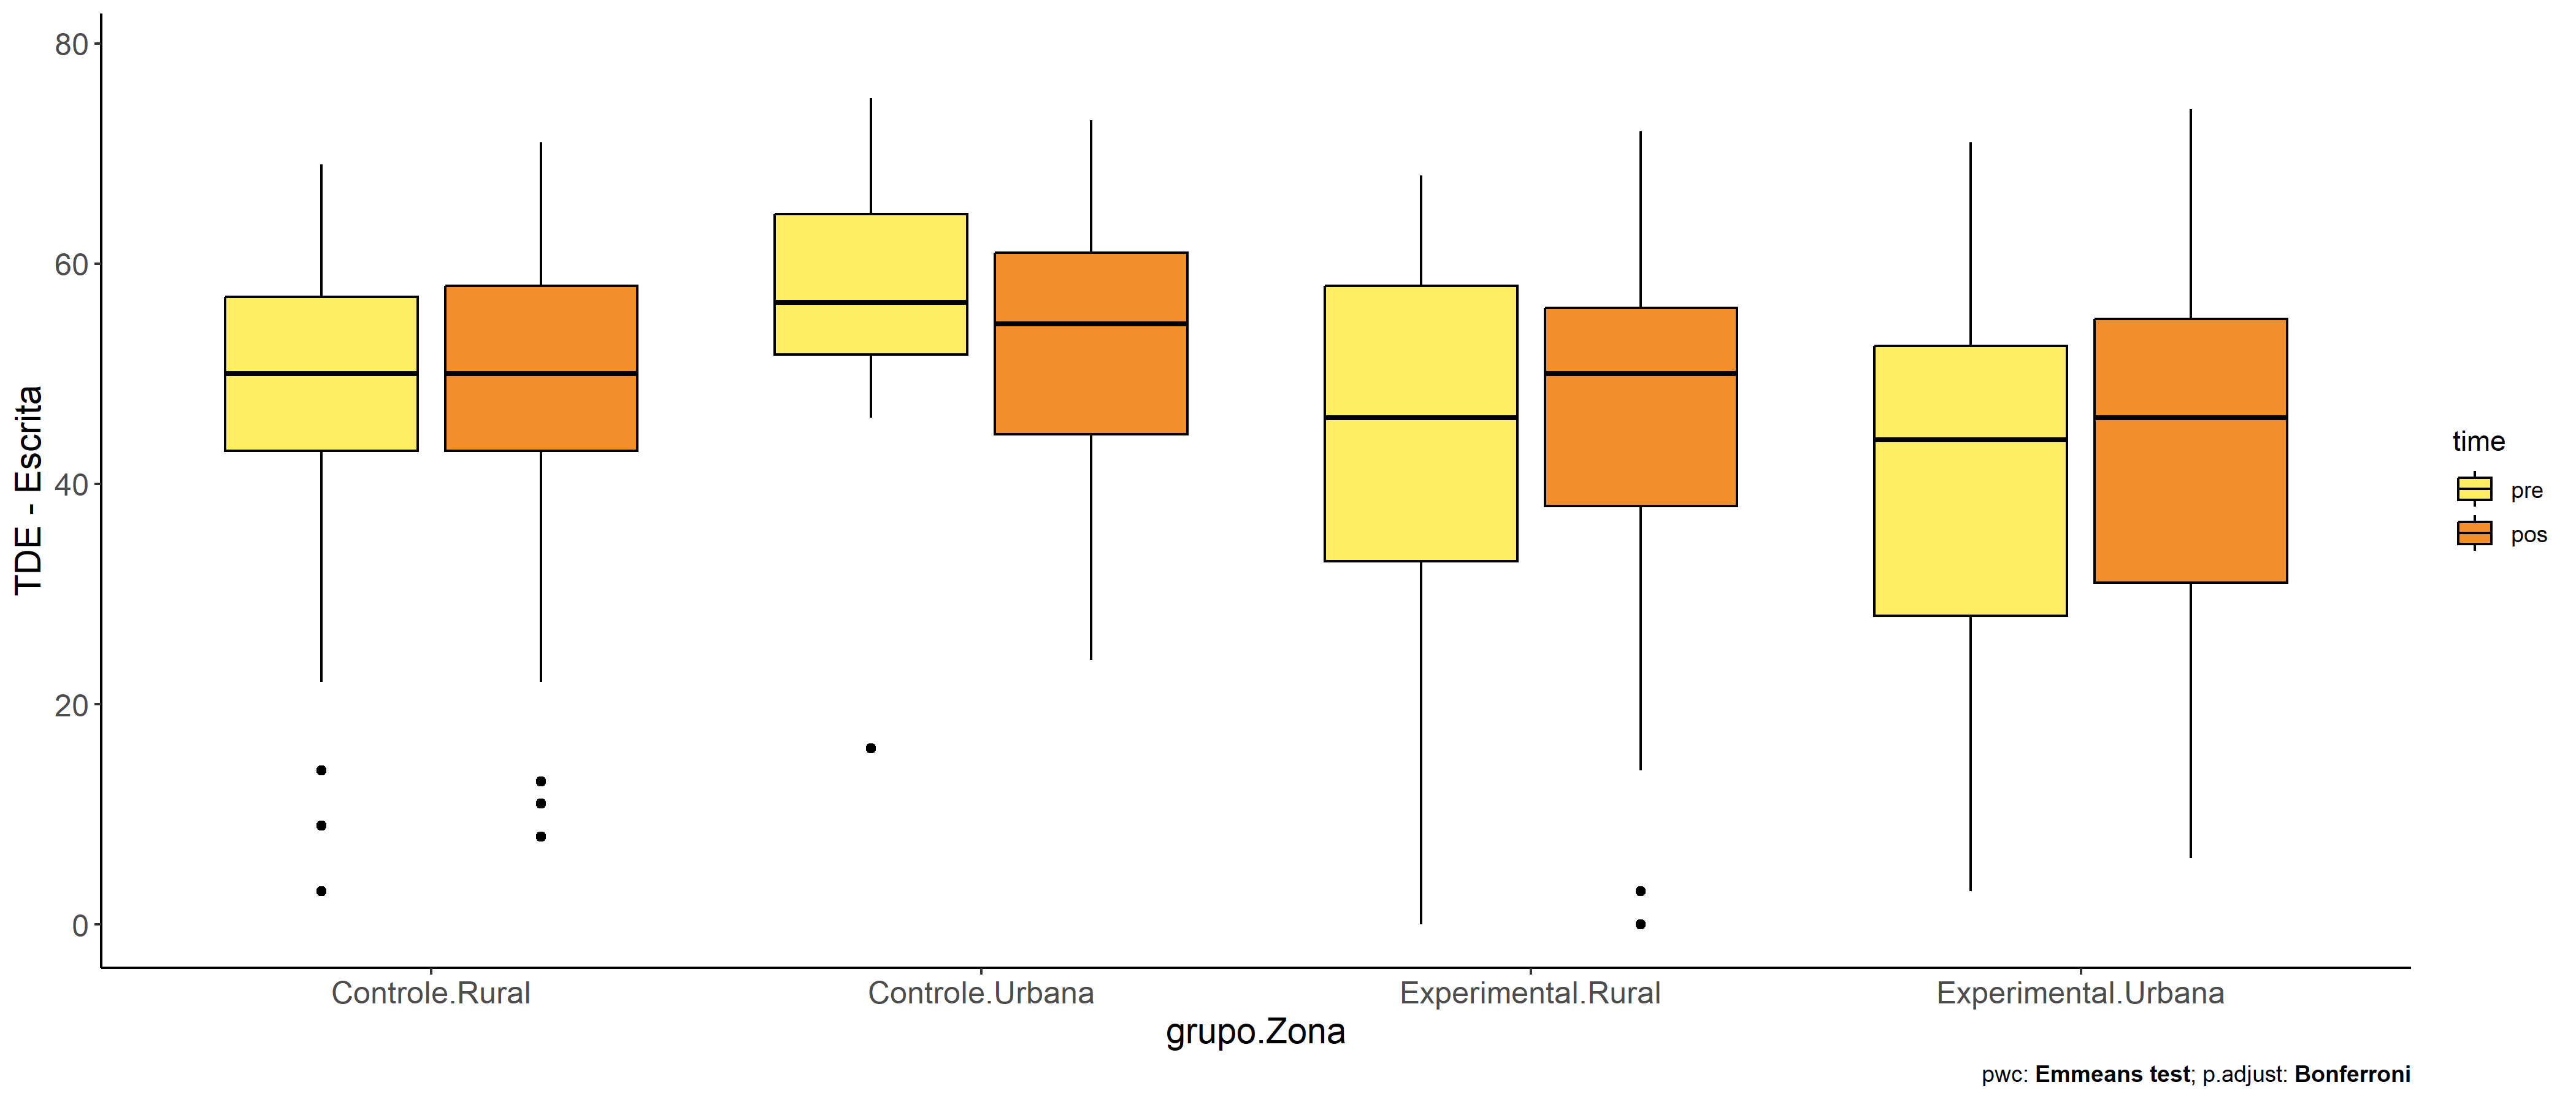 80
60
40
20
0
TDE - Escrita
Controle.Rural
Controle.Urbana
Experimental.Rural
Experimental.Urbana
grupo.Zona
time
pre
pos
pwc: Emmeans test; p.adjust: Bonferroni